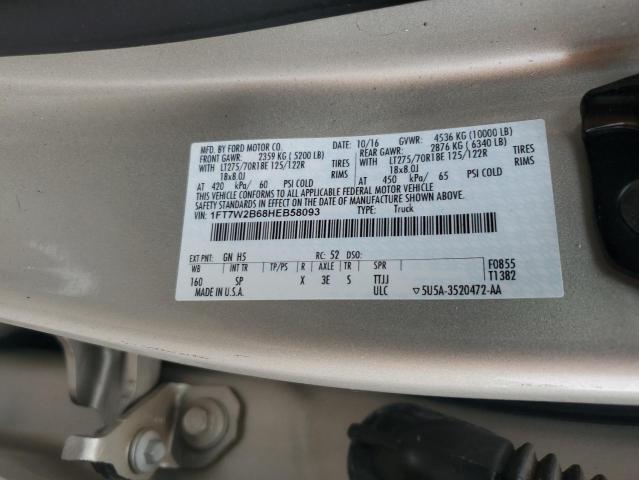 MFD. BY FORD MOTOR CO. 10/16 GVWR: 4536 KG (10000 LB)
FRONT GAWR: 2359 KG ( 5200 LB) REAR GAWR: 2876 KG ( 6340 LB)
WITH LT275/70R18E 125/122R TIRES WITH LT275/70R18E 125/122R TIRES
18x8.0J RIMS 18x8.0J RIMS
AT 420 kPa/ 60 PSI COLD AT 450 kPa/ 65 PSI COLD
THIS VEHICLE CONFORMS TO ALL APPLICABLE FEDERAL MOTOR VEHICLE
SAFETY STANDARDS IN EFFECT ON THE DATE OF MANUFACTURE SHOWN ABOVE.
VIN: 1FT7W2B68HEB58093 TYPE: Truck
EXT PNT: GN H5 RC: 52 DSO: F0855
WB INT TR TP/PS R AXLE TR SPR T1382
160 SP X 3E S TTJJ
MADE IN U.S.A. ULC ▽5U5A-3520472-AA